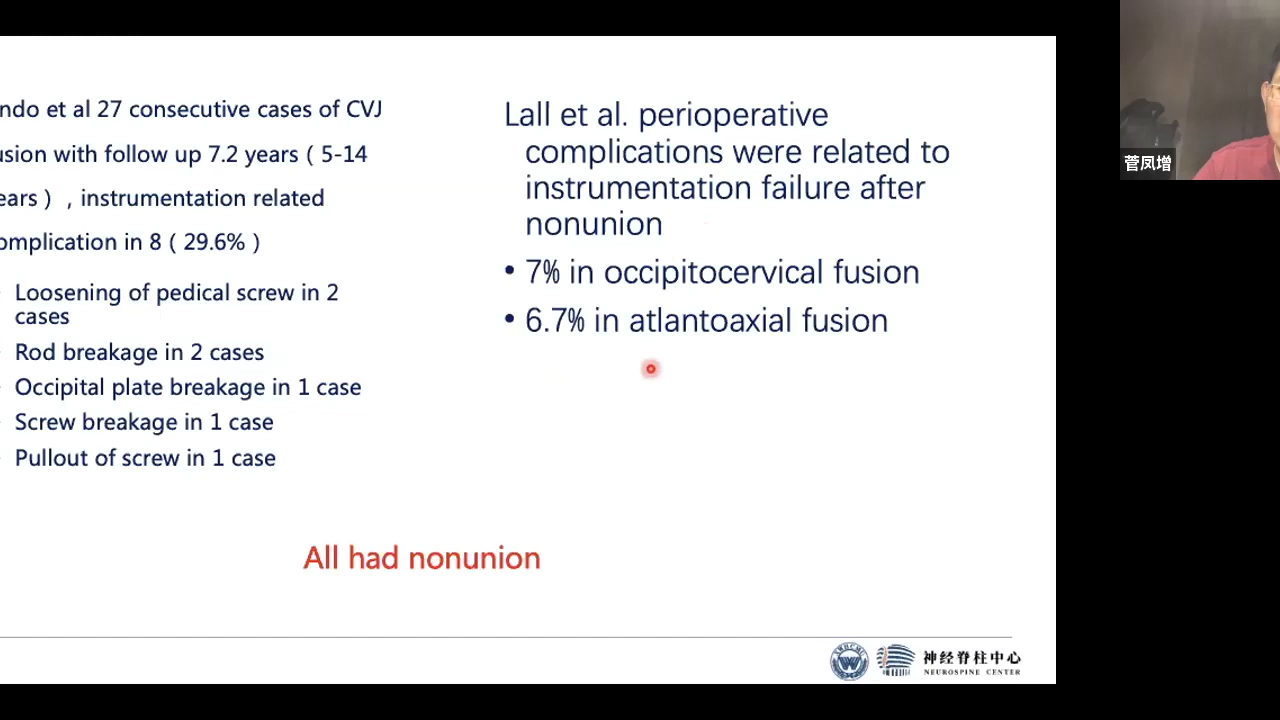 ndo et al 27 consecutive cases of CVJ
usion with follow up 7.2 years ( 5-14
ears ) , instrumentation related
omplication in 8 ( 29.6% )
Loosening of pedical screw in 2
cases
Rod breakage in 2 cases
Occipital plate breakage in 1 case
Screw breakage in 1 case
Pullout of screw in 1 case
Lall et al. perioperative
complications were related to
instrumentation failure after
nonunion
• 7% in occipitocervical fusion
• 6.7% in atlantoaxial fusion
All had nonunion
菅凤增
神经脊柱中心
NEUROSPINE CENTER